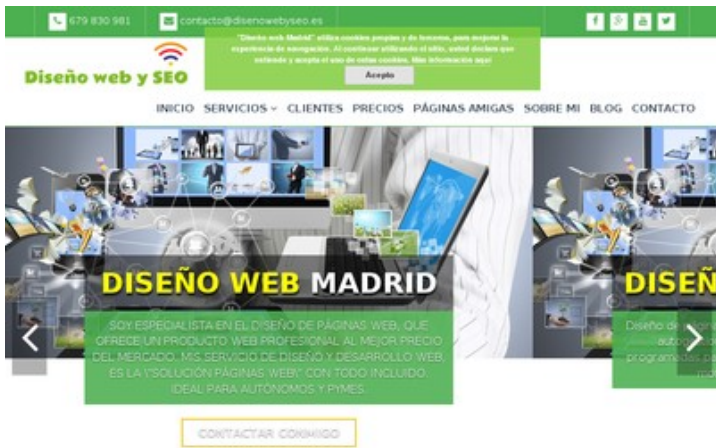 679 830 981
contacto@disenowebyseo.es
"Diseño web Madrid" utiliza cookies propias y de terceros, para mejorar la
experiencia de navegación. Al continuar utilizando el sitio, usted declara que
entiende y acepta el uso de estas cookies. Más información aquí
Acepto
Diseño web y SEO
INICIO SERVICIOS CLIENTES PRECIOS PÁGINAS AMIGAS SOBRE MI BLOG CONTACTO
DISEÑO WEB MADRID
SOY ESPECIALISTA EN EL DISEÑO DE PÁGINAS WEB, QUE
OFRECE UN PRODUCTO WEB PROFESIONAL AL MEJOR PRECIO
DEL MERCADO. MIS SERVICIO DE DISEÑO Y DESARROLLO WEB,
ES LA \"SOLUCIÓN PÁGINAS WEB\" CON TODO INCLUIDO.
IDEAL PARA AUTÓNOMOS Y PYMES.
CONTACTAR CONMIGO
DISEÑ
Diseño de página
programadas pa